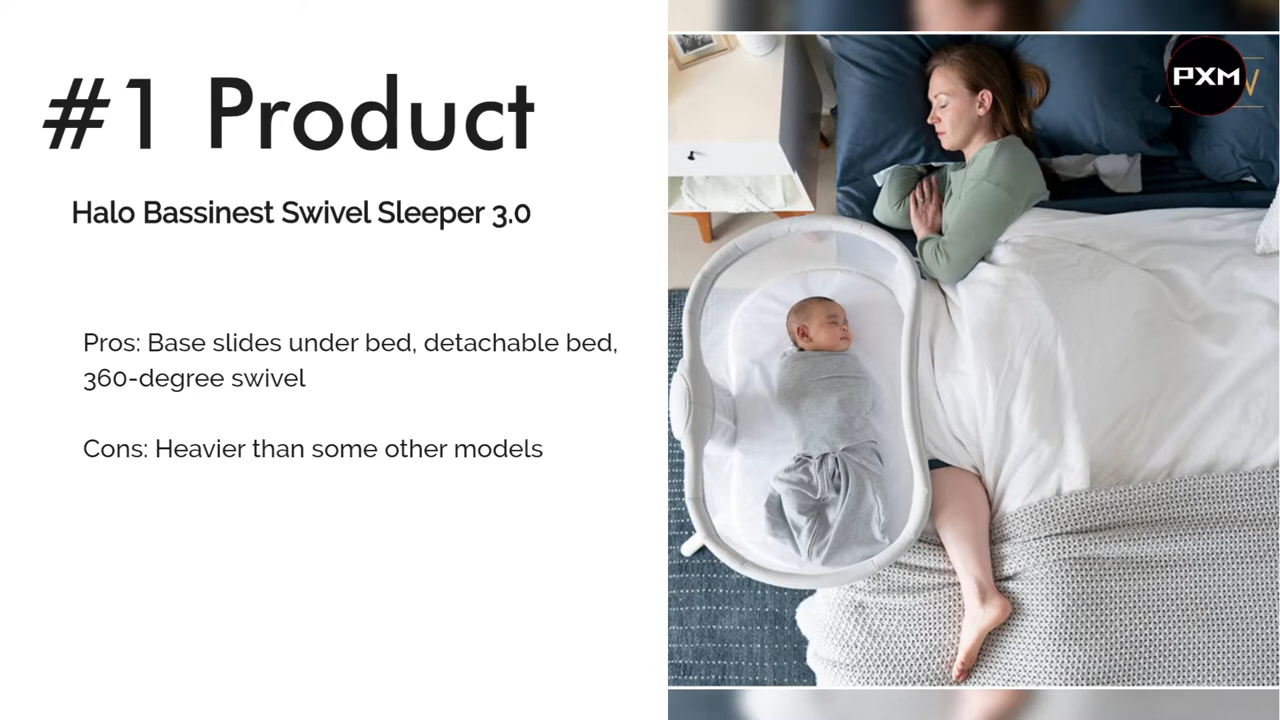 #1 Product
Halo Bassinest Swivel Sleeper 3.0
Pros: Base slides under bed, detachable bed,
360-degree swivel
Cons: Heavier than some other models
PXM